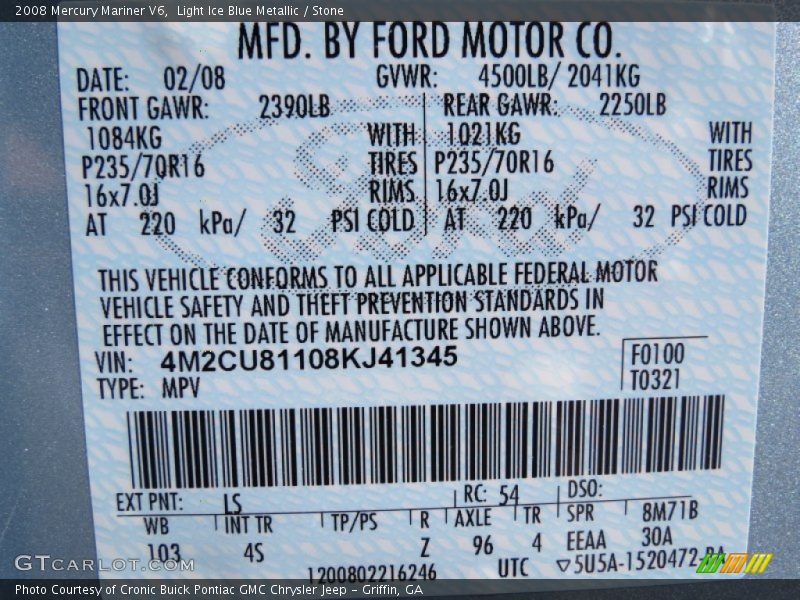 2008 Mercury Mariner V6,  Light Ice Blue Metallic / Stone
MFD. BY FORD MOTOR CO.
DATE: 02/08 GVWR: 4500LB/ 2041KG
FRONT GAWR: 2390LB REAR GAWR: 2250LB
1084KG WITH 1021KG WITH
P235/70R16 TIRES P235/70R16 TIRES
16x7.0J RIMS 16x7.0J RIMS
AT 220 kPa/ 32 PSI COLD AT 220 kPa/ 32 PSI COLD
Ford
THIS VEHICLE CONFORMS TO ALL APPLICABLE FEDERAL MOTOR
VEHICLE SAFETY AND THEFT PREVENTION STANDARDS IN
EFFECT ON THE DATE OF MANUFACTURE SHOWN ABOVE.
VIN: 4M2CU81108KJ41345 F0100
TYPE: MPV T0321
EXT PNT: LS RC: 54 DSO:
WB INT TR TP/PS R AXLE TR SPR 8M71B
103 4S Z 96 4 EEAA 30A
1200802216246 UTC ▽5U5A-1520472-BA
GTCARLOT.COM
Photo Courtesy of Cronic Buick Pontiac GMC Chrysler Jeep – Griffin, GA